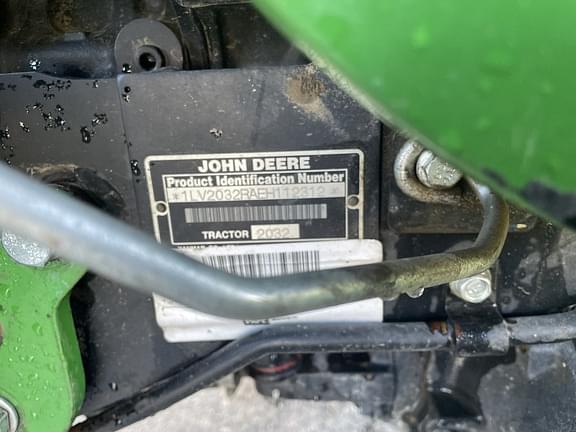 JOHN DEERE
Product Identification Number
*1LV2032RAEH112312*
TRACTOR 2032